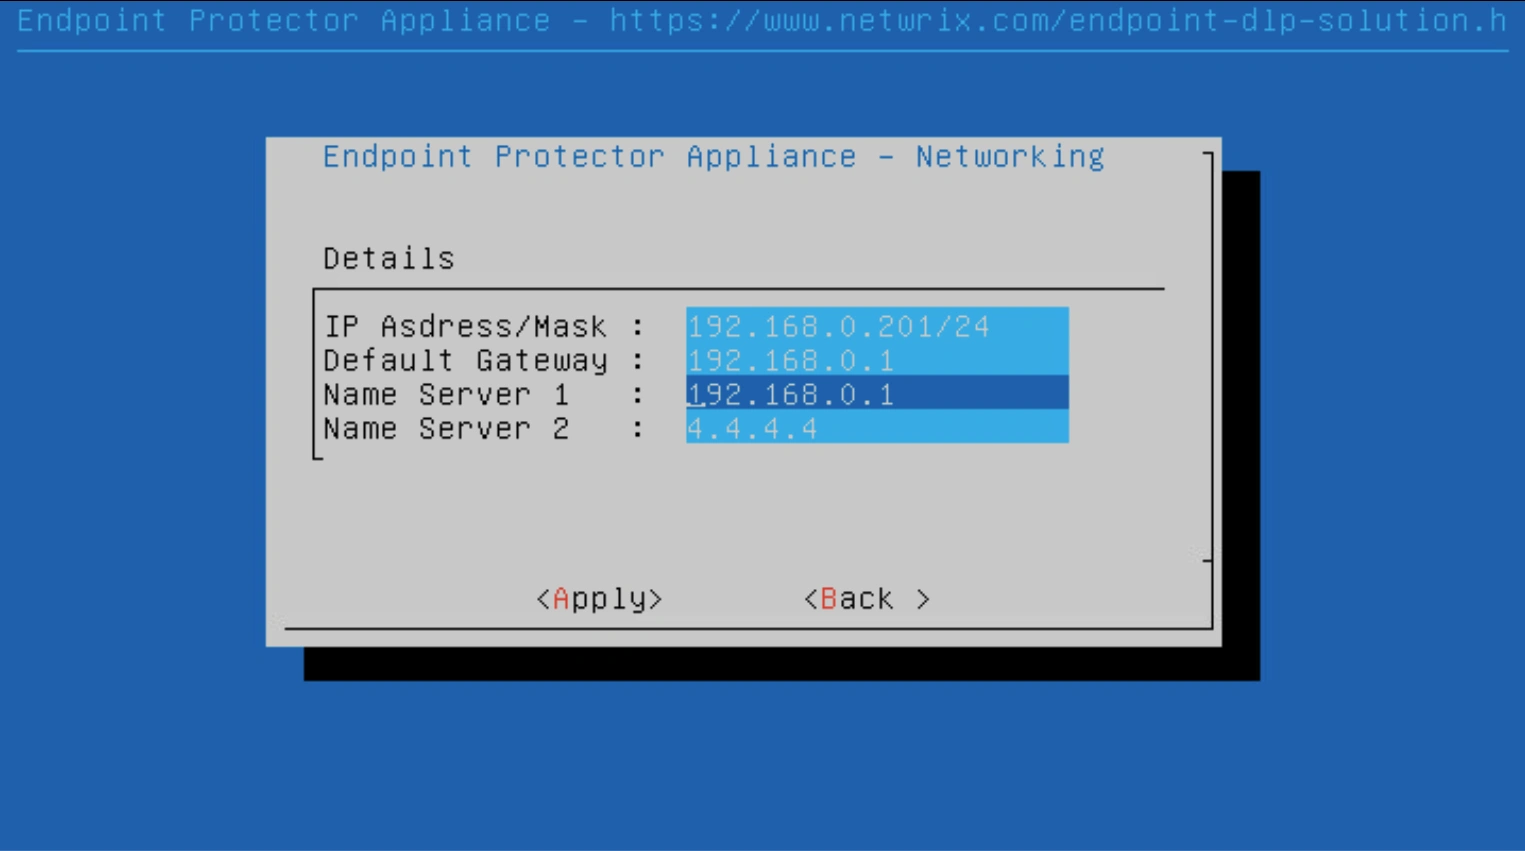 Endpoint Protector Appliance - https://www.netwrix.com/endpoint-dlp-solution.h
Endpoint Protector Appliance - Networking
Details
IP Asdress/Mask : 192.168.0.201/24
Default Gateway : 192.168.0.1
Name Server 1 : 192.168.0.1
Name Server 2 : 4.4.4.4
<Apply> <Back >